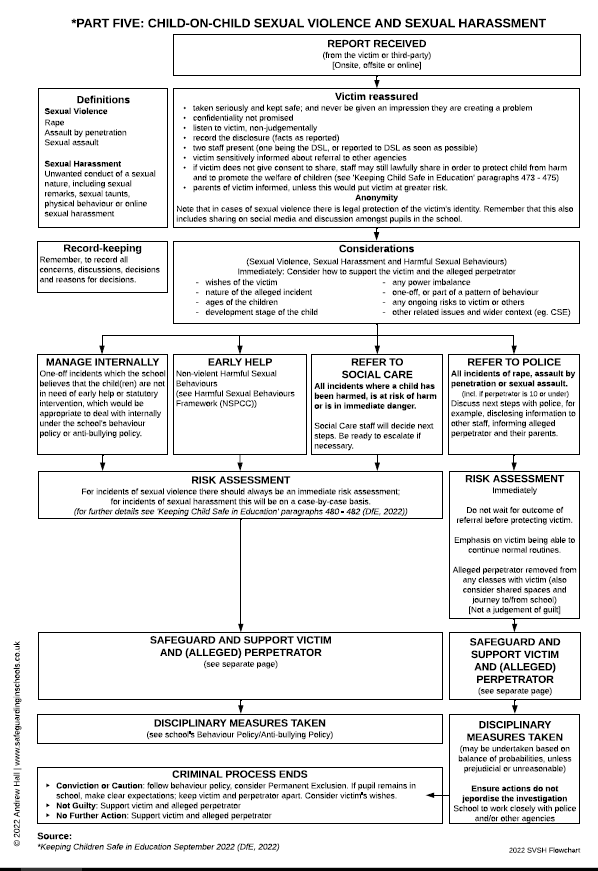 *PART FIVE: CHILD-ON-CHILD SEXUAL VIOLENCE AND SEXUAL HARASSMENT
REPORT RECEIVED
(from the victim or third-party)
[Onsite, offsite or online]
Definitions
Sexual Violence
Rape
Assault by penetration
Sexual assault
Sexual Harassment
Unwanted conduct of a sexual
nature, including sexual
remarks, sexual taunts,
physical behaviour or online
sexual harassment
Victim reassured
• taken seriously and kept safe; and never be given an impression they are creating a problem
• confidentiality not promised
• listen to victim, non-judgementally
• record the disclosure (facts as reported)
• two staff present (one being the DSL, or reported to DSL as soon as possible)
• victim sensitively informed about referral to other agencies
• if victim does not give consent to share, staff may still lawfully share in order to protect child from harm
and to promote the welfare of children (see 'Keeping Child Safe in Education' paragraphs 473 - 475)
• parents of victim informed, unless this would put victim at greater risk.
Anonymity
Note that in cases of sexual violence there is legal protection of the victim's identity. Remember that this also
includes sharing on social media and discussion amongst pupils in the school.
Record-keeping
Remember, to record all
concerns, discussions, decisions
and reasons for decisions.
Considerations
(Sexual Violence, Sexual Harassment and Harmful Sexual Behaviours)
Immediately: Consider how to support the victim and the alleged perpetrator
- wishes of the victim
- nature of the alleged incident
- ages of the children
- development stage of the child
- any power imbalance
- one-off, or part of a pattern of behaviour
- any ongoing risks to victim or others
- other related issues and wider context (eg. CSE)
MANAGE INTERNALLY
One-off incidents which the school
believes that the child(ren) are not
in need of early help or statutory
intervention, which would be
appropriate to deal with internally
under the school's behaviour
policy or anti-bullying policy.
EARLY HELP
Non-violent Harmful Sexual
Behaviours
(see Harmful Sexual Behaviours
Framework (NSPCC))
REFER TO
SOCIAL CARE
All incidents where a child has
been harmed, is at risk of harm
or is in immediate danger.
Social Care staff will decide next
steps. Be ready to escalate if
necessary.
REFER TO POLICE
All incidents of rape, assault by
penetration or sexual assault.
(incl. if perpetrator is 10 or under)
Discuss next steps with police, for
example, disclosing information to
other staff, informing alleged
perpetrator and their parents.
RISK ASSESSMENT
For incidents of sexual violence there should always be an immediate risk assessment;
for incidents of sexual harassment this will be on a case-by-case basis.
(for further details see 'Keeping Child Safe in Education' paragraphs 480 - 482 (DfE, 2022))
RISK ASSESSMENT
Immediately
Do not wait for outcome of
referral before protecting victim.
Emphasis on victim being able to
continue normal routines.
Alleged perpetrator removed from
any classes with victim (also
consider shared spaces and
journey to/from school)
[Not a judgement of guilt]
SAFEGUARD AND SUPPORT VICTIM
AND (ALLEGED) PERPETRATOR
(see separate page)
SAFEGUARD AND
SUPPORT VICTIM
AND (ALLEGED)
PERPETRATOR
(see separate page)
DISCIPLINARY MEASURES TAKEN
(see school's Behaviour Policy/Anti-bullying Policy)
DISCIPLINARY
MEASURES TAKEN
(may be undertaken based on
balance of probabilities, unless
prejudicial or unreasonable)
Ensure actions do not
jepordise the investigation
School to work closely with police
and/or other agencies
CRIMINAL PROCESS ENDS
‣ Conviction or Caution: follow behaviour policy, consider Permanent Exclusion. If pupil remains in
school, make clear expectations; keep victim and perpetrator apart. Consider victim's wishes.
‣ Not Guilty: Support victim and alleged perpetrator
‣ No Further Action: Support victim and alleged perpetrator
Source:
*Keeping Children Safe in Education September 2022 (DfE, 2022)
2022 SVSH Flowchart
© 2022 Andrew Hall | www.safeguardinginschools.co.uk